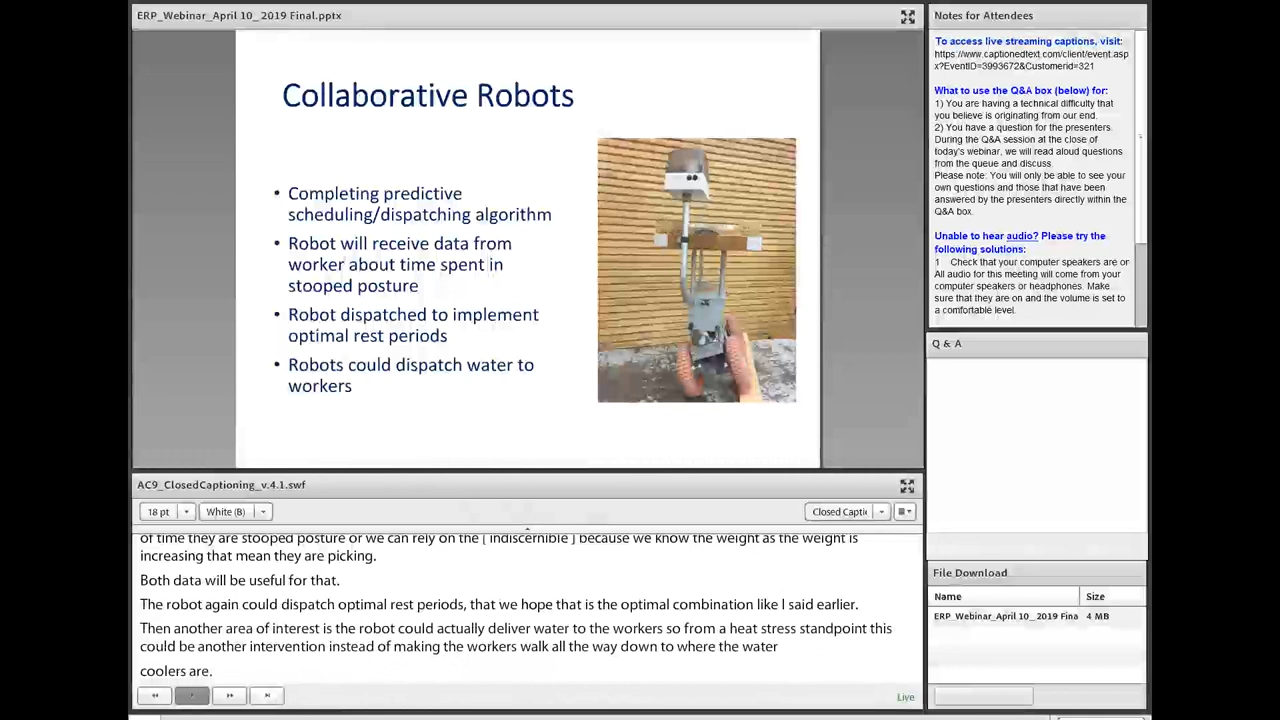 ERP_Webinar_April 10_ 2019 Final.pptx
Collaborative Robots
• Completing predictive
scheduling/dispatching algorithm
• Robot will receive data from
worker about time spent in
stooped posture
• Robot dispatched to implement
optimal rest periods
• Robots could dispatch water to
workers
AC9_ClosedCaptioning_v.4.1.swf
18 pt
White (B)
Closed Captic
of time they are stooped posture or we can rely on the [ indiscernible ] because we know the weight as the weight is
increasing that mean they are picking.
Both data will be useful for that.
The robot again could dispatch optimal rest periods, that we hope that is the optimal combination like I said earlier.
Then another area of interest is the robot could actually deliver water to the workers so from a heat stress standpoint this
could be another intervention instead of making the workers walk all the way down to where the water
coolers are.
Live
Notes for Attendees
To access live streaming captions, visit:
https://www.captionedtext.com/client/event.asp
x?EventID=3993672&Customerid=321
What to use the Q&A box (below) for:
1) You are having a technical difficulty that
you believe is originating from our end.
2) You have a question for the presenters.
During the Q&A session at the close of
today's webinar, we will read aloud questions
from the queue and discuss
Please note: You will only be able to see your
own questions and those that have been
answered by the presenters directly within the
Q&A box.
Unable to hear audio? Please try the
following solutions:
1 Check that your computer speakers are or
All audio for this meeting will come from your
computer speakers or headphones. Make
sure that they are on and the volume is set to
a comfortable level.
Q & A
File Download
Name Size
ERP_Webinar_April 10_ 2019 Fina 4 MB